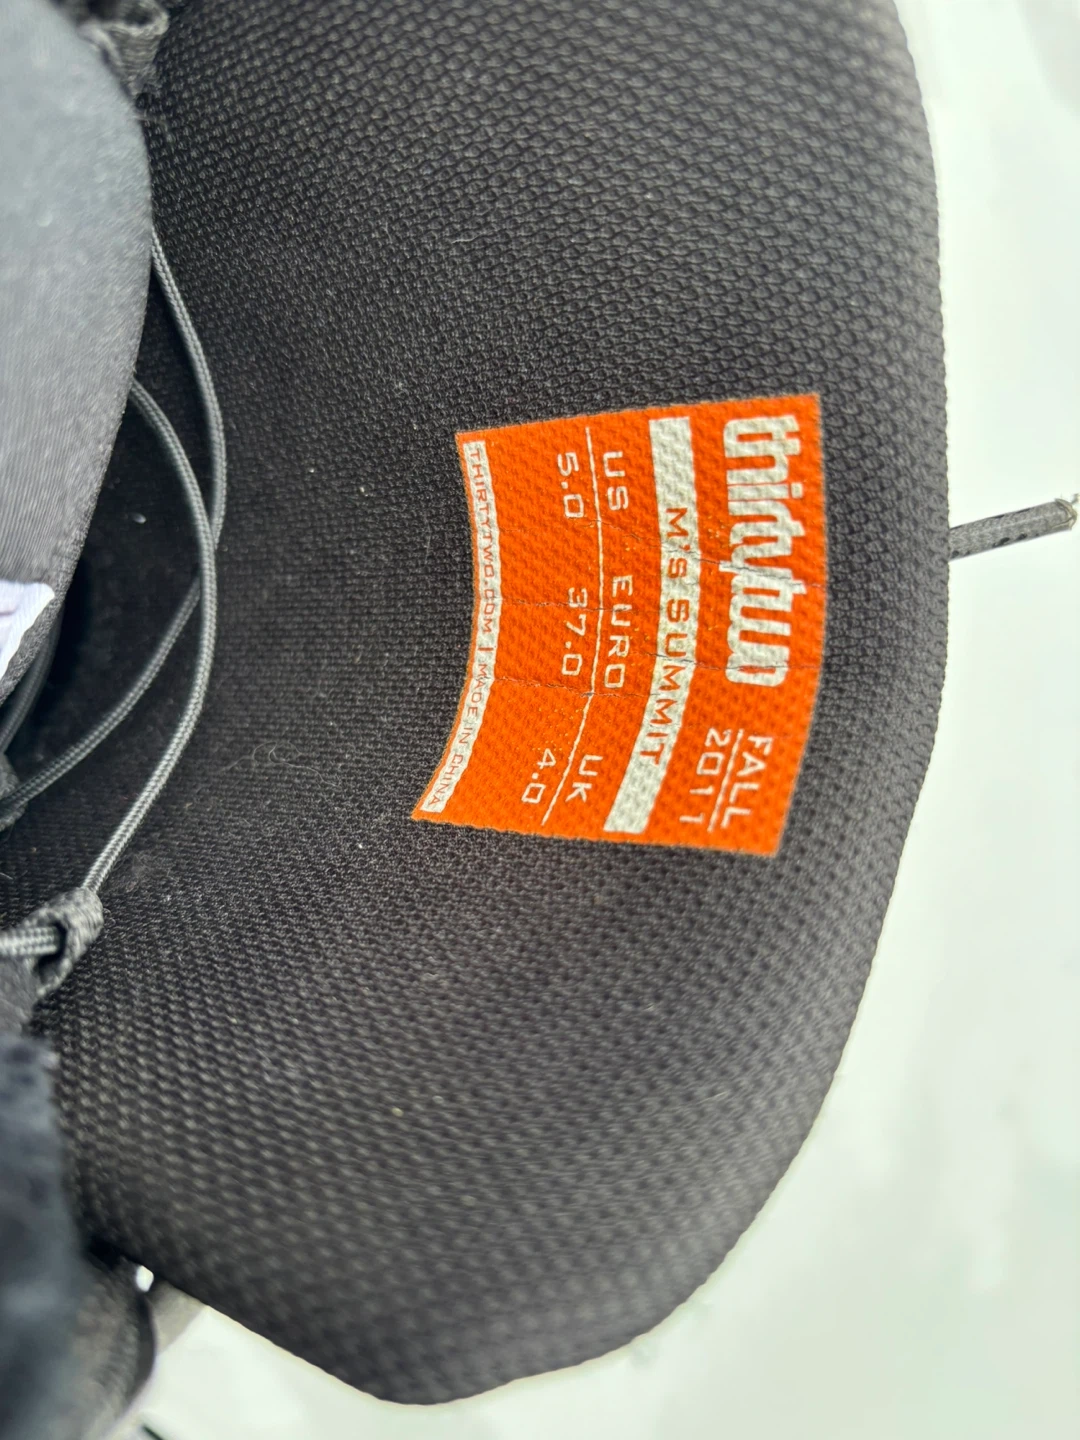 thirtytwo
FALL
2011
M'S SUMMIT
US EURO UK
5.0 37.0 4.0
THIRTYTWO.COM | MADE IN CHINA